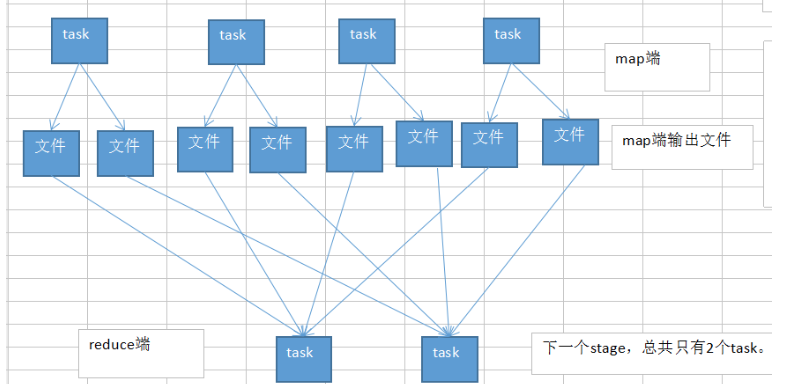 task
task
task
task
map端
文件
文件
文件
文件
文件
文件
文件
文件
map端输出文件
reduce端
task
task
下一个stage，总共只有2个task。